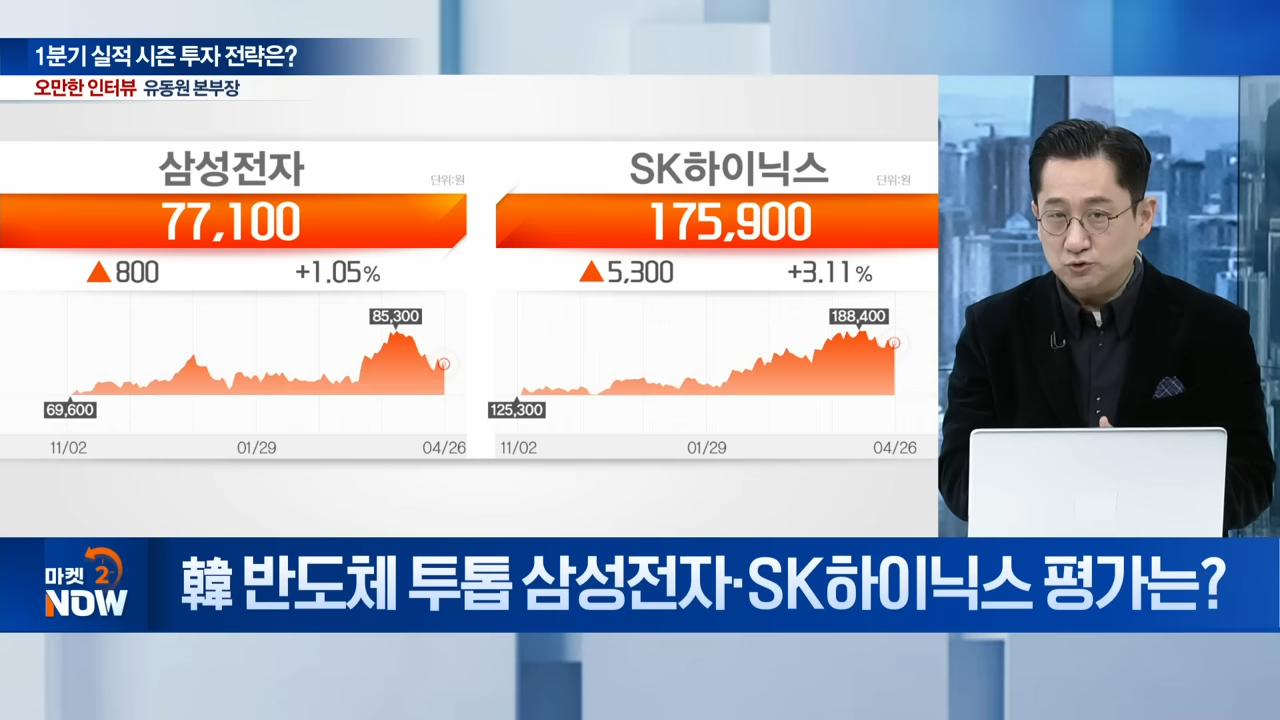 1분기 실적 시즌 투자 전략은?
오만한 인터뷰 유동원 본부장
삼성전자
단위:원
77,100
▲800 +1.05%
85,300
69,600
11/02 01/29 04/26
SK하이닉스
단위:원
175,900
▲5,300 +3.11%
188,400
125,300
11/02 01/29 04/26
마켓 2
NOW
韓 반도체 투톱 삼성전자·SK하이닉스 평가는?